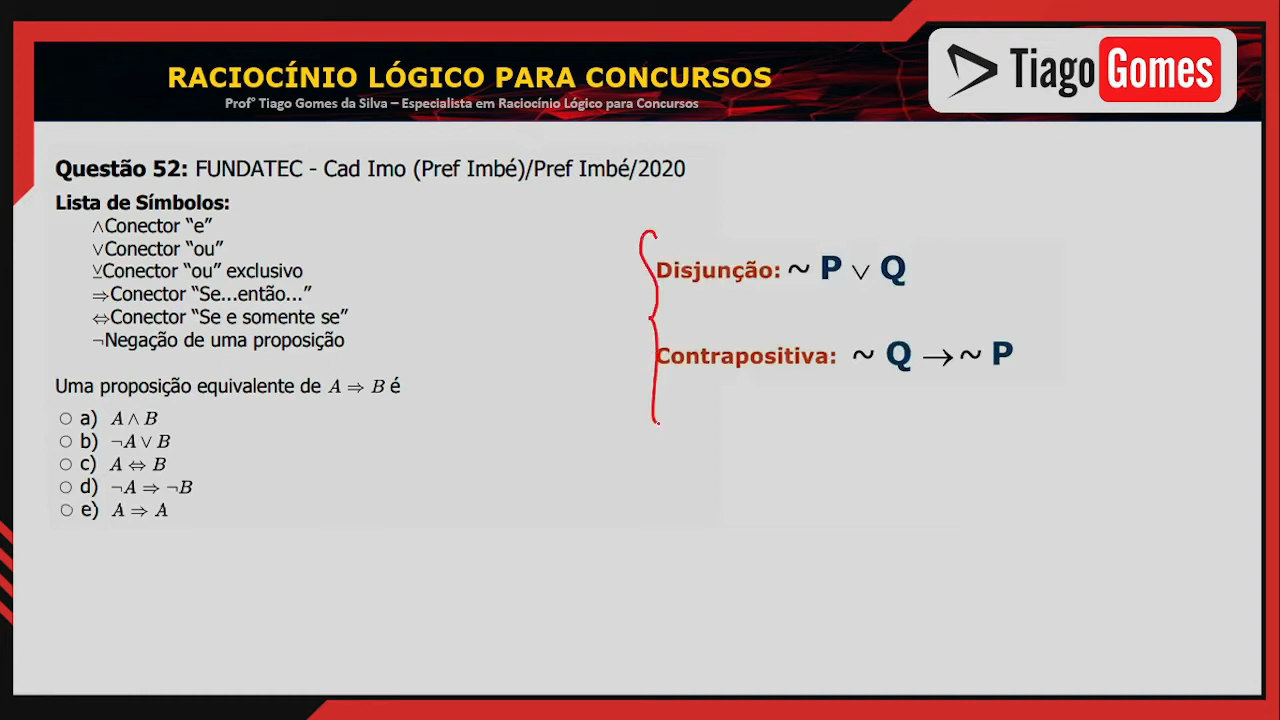 RACIOCÍNIO LÓGICO PARA CONCURSOS
Prof° Tiago Gomes da Silva – Especialista em Raciocínio Lógico para Concursos
Tiago Gomes
Questão 52: FUNDATEC - Cad Imo (Pref Imbé)/Pref Imbé/2020
Lista de Símbolos:
∧Conector “e”
∨Conector “ou”
⊻Conector “ou” exclusivo
⇒Conector “Se...então...”
⇔Conector “Se e somente se”
¬Negação de uma proposição
Uma proposição equivalente de A ⇒ B é
a) A ∧ B
b) ¬A ∨ B
c) A ⇔ B
d) ¬A ⇒ ¬B
e) A ⇒ A
Disjunção: ~ P ∨ Q
Contrapositiva: ~ Q → ~ P